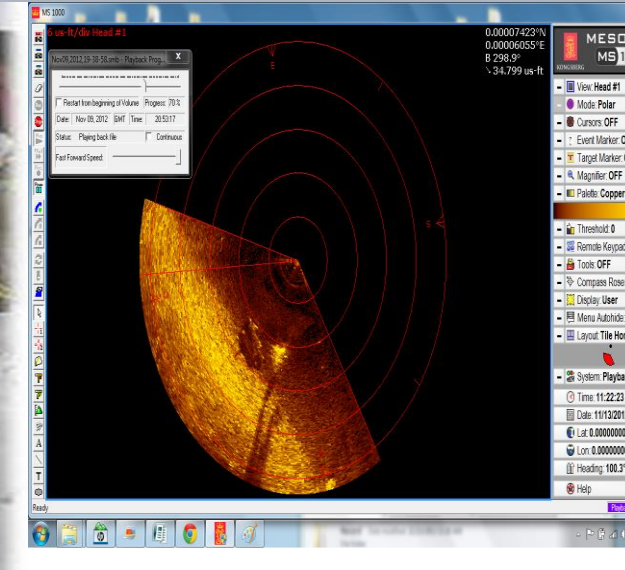 MS 1000
6 us-ft/div Head #1
0.00007423°N
0.00006055°E
B 298.9°
34.799 us-ft
Nov09,2012,19-38-58.smb - Playback Prog...
X
Restart from beginning of Volume Progress: 70 %
Date: Nov 09, 2012 GMT Time: 20:53:17
Status: Playing back file Continuous
Fast Forward Speed:
KONGSBERG
MESO
MS 1
View: Head #1
Mode: Polar
Cursors: OFF
Event Marker: O
Target Marker:
Magnifier: OFF
Palette: Copper
Threshold: 0
Remote Keypad
Tools: OFF
Compass Rose
Display: User
Menu Autohide:
Layout: Tile Hor
System: Playba
Time: 11:22:23
Date: 11/13/201
Lat: 0.00000000
Lon: 0.0000000
Heading: 100.3°
Help
Ready